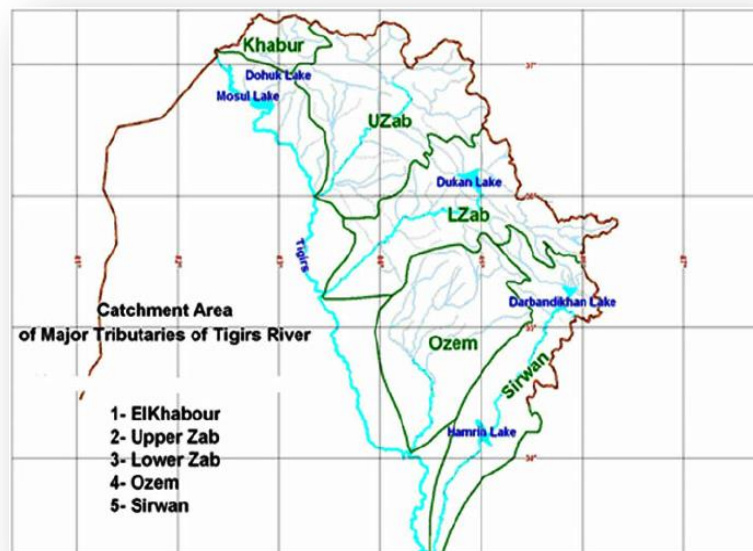 Khabur
Dohuk Lake
Mosul Lake
UZab
Dukan Lake
LZab
Tigirs
Darbandikhan Lake
Catchment Area
of Major Tributaries of Tigirs River
Ozem
Sirwan
Hamrin Lake
1- ElKhabour
2- Upper Zab
3- Lower Zab
4- Ozem
5- Sirwan